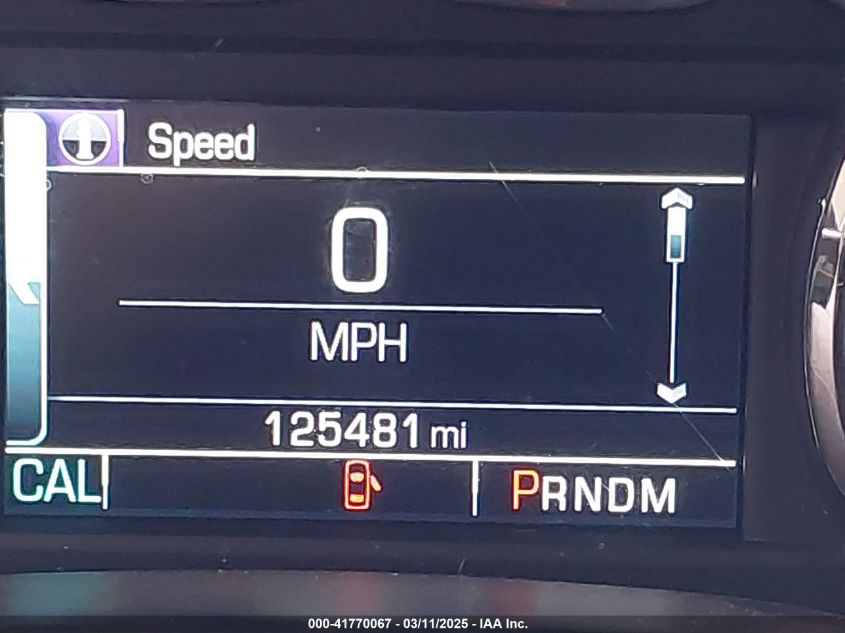 Speed
0
MPH
125481 mi
CAL
PRNDM
000-41770067 - 03/11/2025 - IAA Inc.